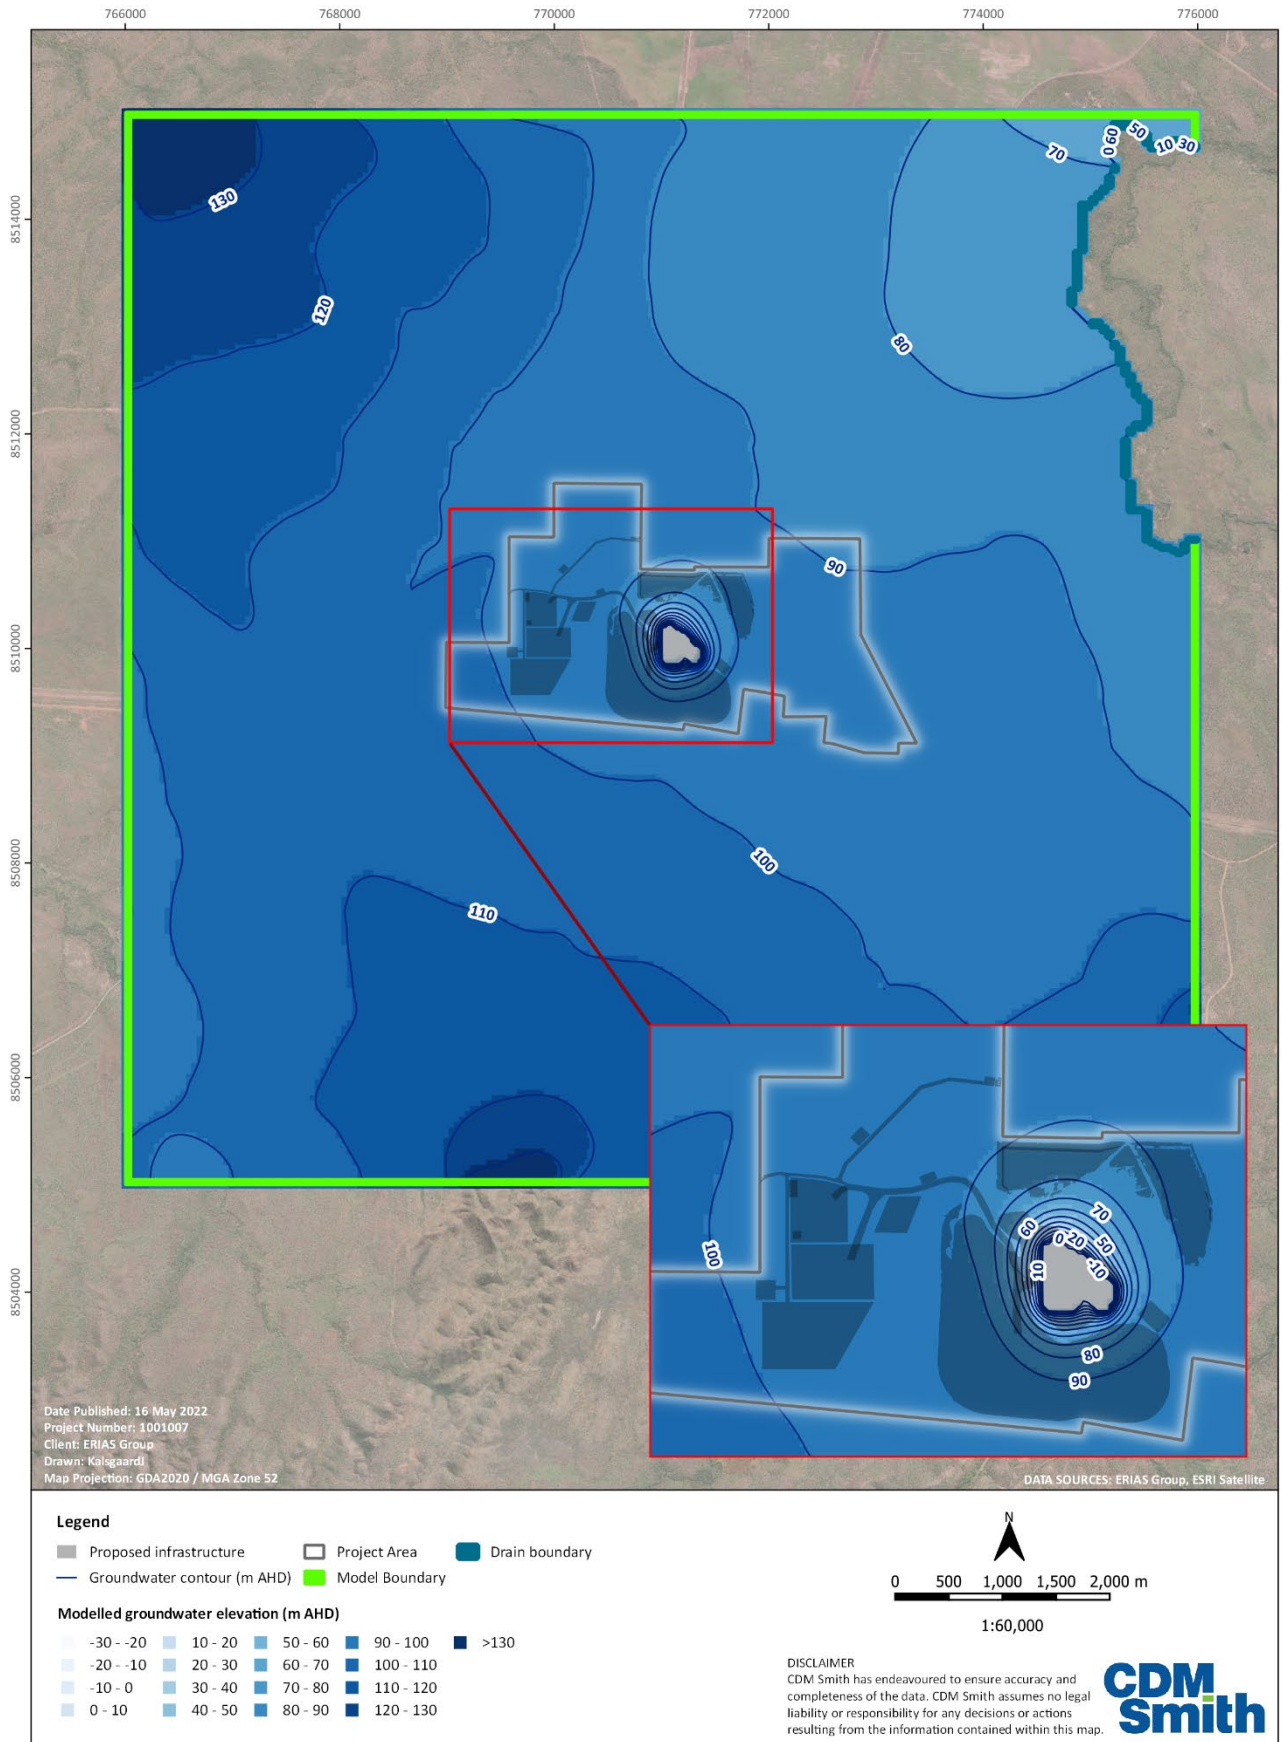 766000
768000
770000
772000
774000
776000
8514000
8512000
8510000
8508000
8506000
8504000
130
120
70
60
0
50
10
30
80
90
100
110
100
60
0
20
70
50
-10
10
80
90
Date Published: 16 May 2022
Project Number: 1001007
Client: ERIAS Group
Drawn: KalsgaardJ
Map Projection: GDA2020 / MGA Zone 52
DATA SOURCES: ERIAS Group, ESRI Satellite
Legend
Proposed infrastructure
Project Area
Drain boundary
Groundwater contour (m AHD)
Model Boundary
Modelled groundwater elevation (m AHD)
-30 - -20
10 - 20
50 - 60
90 - 100
>130
-20 - -10
20 - 30
60 - 70
100 - 110
-10 - 0
30 - 40
70 - 80
110 - 120
0 - 10
40 - 50
80 - 90
120 - 130
N
0 500 1,000 1,500 2,000 m
1:60,000
DISCLAIMER
CDM Smith has endeavoured to ensure accuracy and
completeness of the data. CDM Smith assumes no legal
liability or responsibility for any decisions or actions
resulting from the information contained within this map.
CDM
Smith